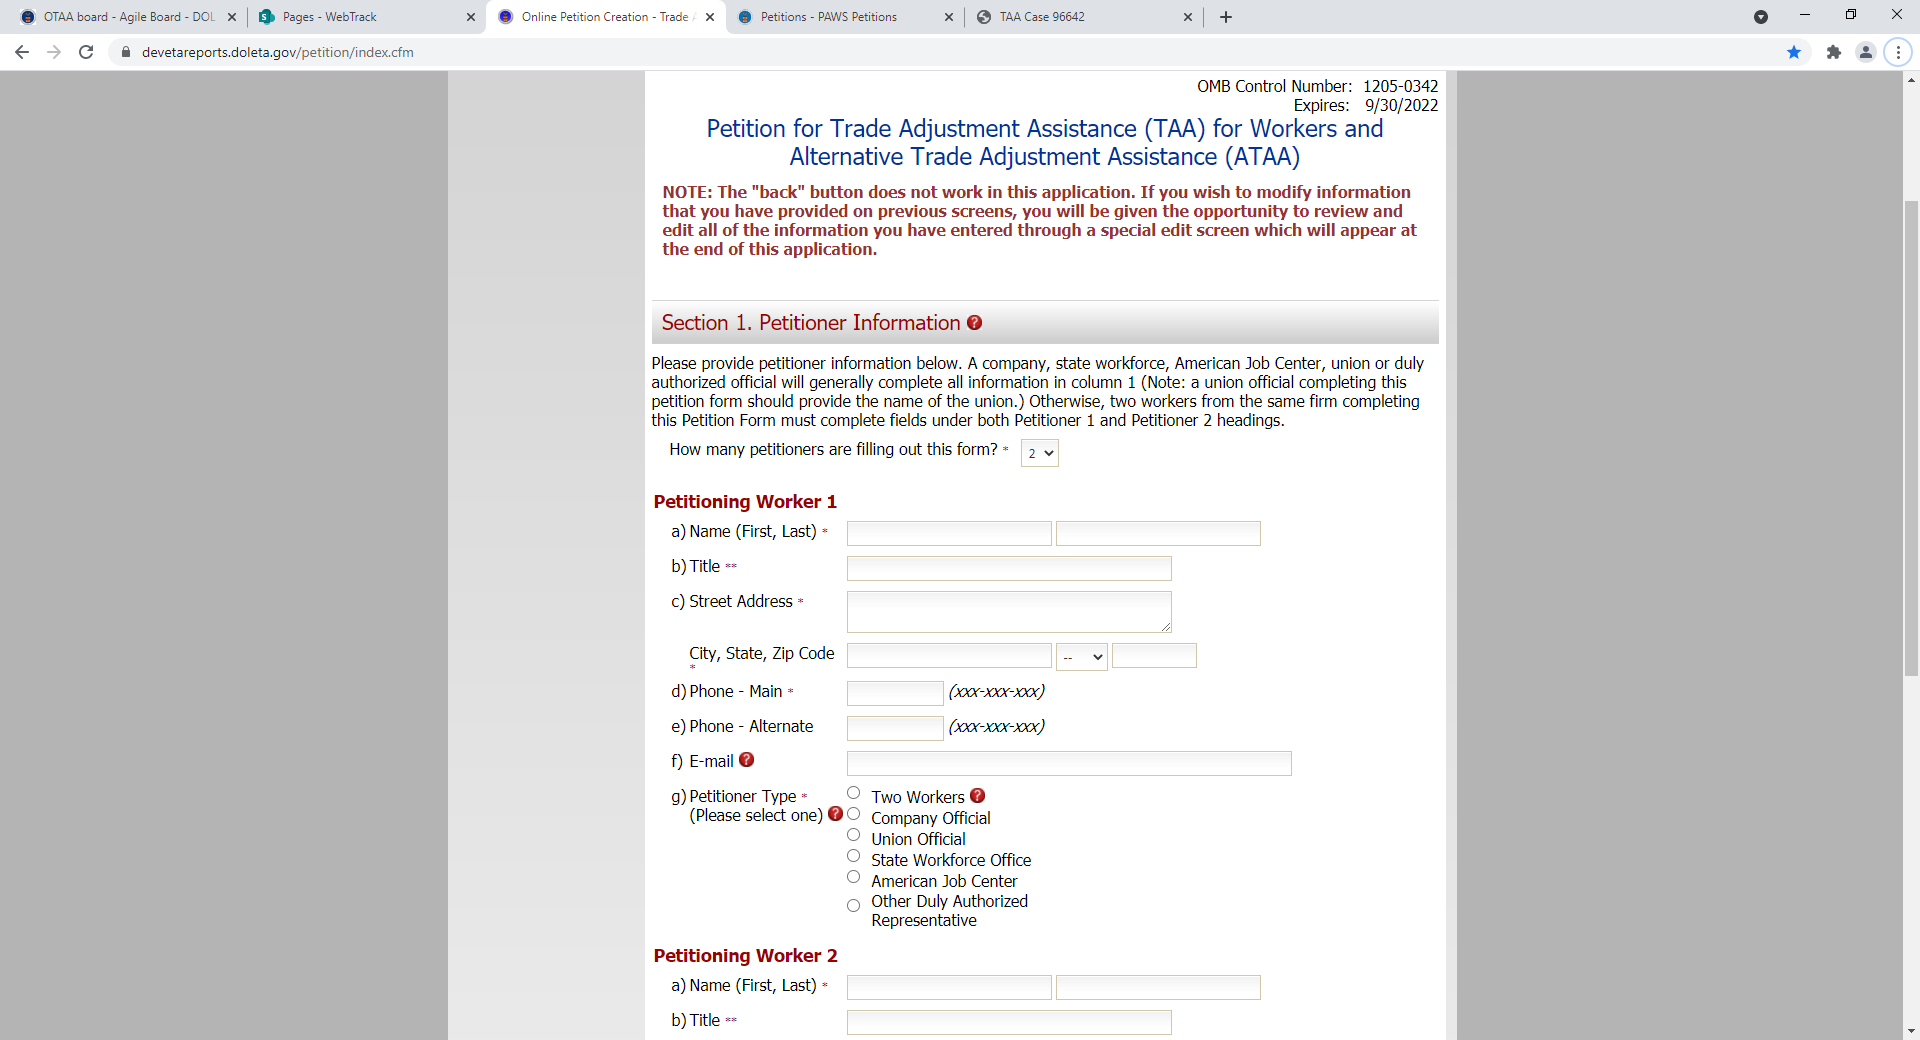 OTAA board - Agile Board - DOL
Pages - WebTrack
Online Petition Creation - Trade A
Petitions - PAWS Petitions
TAA Case 96642
devetareports.doleta.gov/petition/index.cfm
OMB Control Number: 1205-0342
Expires: 9/30/2022
Petition for Trade Adjustment Assistance (TAA) for Workers and
Alternative Trade Adjustment Assistance (ATAA)
NOTE: The "back" button does not work in this application. If you wish to modify information
that you have provided on previous screens, you will be given the opportunity to review and
edit all of the information you have entered through a special edit screen which will appear at
the end of this application.
Section 1. Petitioner Information ?
Please provide petitioner information below. A company, state workforce, American Job Center, union or duly
authorized official will generally complete all information in column 1 (Note: a union official completing this
petition form should provide the name of the union.) Otherwise, two workers from the same firm completing
this Petition Form must complete fields under both Petitioner 1 and Petitioner 2 headings.
How many petitioners are filling out this form? * 2
Petitioning Worker 1
a) Name (First, Last) *
b) Title **
c) Street Address *
City, State, Zip Code
* --
d) Phone - Main * (xxx-xxx-xxx)
e) Phone - Alternate (xxx-xxx-xxx)
f) E-mail ?
g) Petitioner Type *
(Please select one) ?
Two Workers ?
Company Official
Union Official
State Workforce Office
American Job Center
Other Duly Authorized
Representative
Petitioning Worker 2
a) Name (First, Last) *
b) Title **